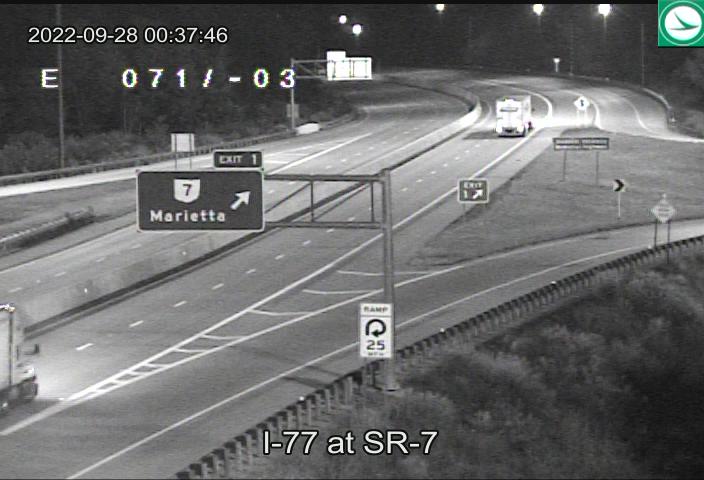 2022-09-28 00:37:46
E 071/-03
EXIT 1
7
Marietta
EXIT
1
RAMP
25
MPH
I-77 at SR-7